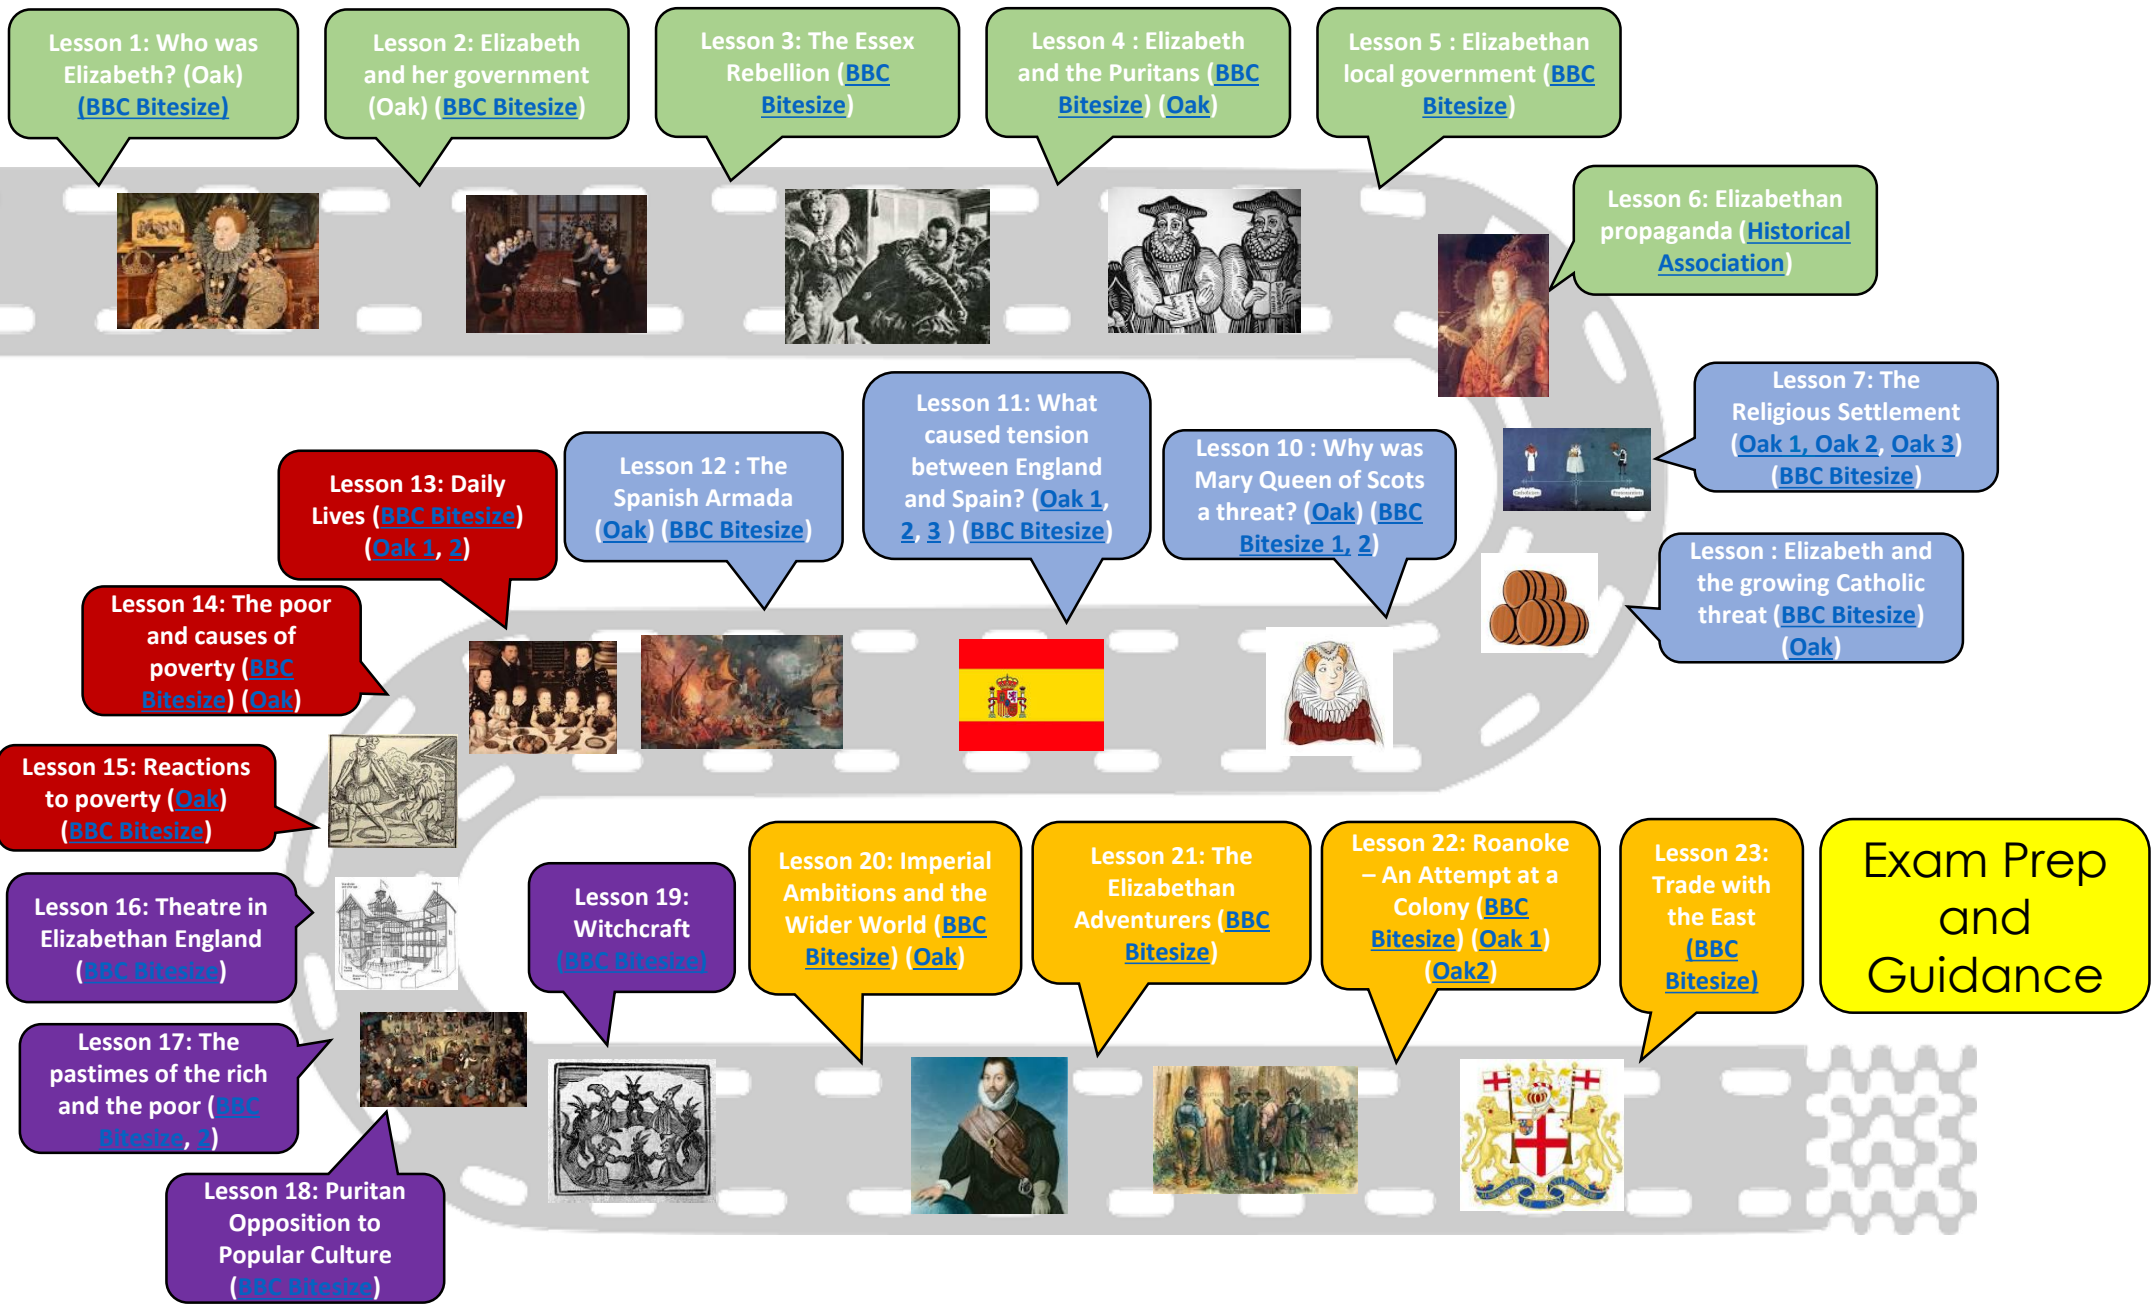 Lesson 1: Who was
Elizabeth? (Oak)
(BBC Bitesize)
Lesson 2: Elizabeth
and her government
(Oak) (BBC Bitesize)
Lesson 3: The Essex
Rebellion (BBC
Bitesize)
Lesson 4 : Elizabeth
and the Puritans (BBC
Bitesize) (Oak)
Lesson 5 : Elizabethan
local government (BBC
Bitesize)
Lesson 6: Elizabethan
propaganda (Historical
Association)
Lesson 7: The
Religious Settlement
(Oak 1, Oak 2, Oak 3)
(BBC Bitesize)
Catholicism
Protestantism
Lesson : Elizabeth and
the growing Catholic
threat (BBC Bitesize)
(Oak)
Lesson 10 : Why was
Mary Queen of Scots
a threat? (Oak) (BBC
Bitesize 1, 2)
Lesson 11: What
caused tension
between England
and Spain? (Oak 1,
2, 3 ) (BBC Bitesize)
Lesson 12 : The
Spanish Armada
(Oak) (BBC Bitesize)
Lesson 13: Daily
Lives (BBC Bitesize)
(Oak 1, 2)
Lesson 14: The poor
and causes of
poverty (BBC
Bitesize) (Oak)
Lesson 15: Reactions
to poverty (Oak)
(BBC Bitesize)
Lesson 16: Theatre in
Elizabethan England
(BBC Bitesize)
Lesson 17: The
pastimes of the rich
and the poor (BBC
Bitesize, 2)
Lesson 18: Puritan
Opposition to
Popular Culture
(BBC Bitesize)
Lesson 19:
Witchcraft
(BBC Bitesize)
Lesson 20: Imperial
Ambitions and the
Wider World (BBC
Bitesize) (Oak)
Lesson 21: The
Elizabethan
Adventurers (BBC
Bitesize)
Lesson 22: Roanoke
– An Attempt at a
Colony (BBC
Bitesize) (Oak 1)
(Oak2)
Lesson 23:
Trade with
the East
(BBC
Bitesize)
Exam Prep
and
Guidance